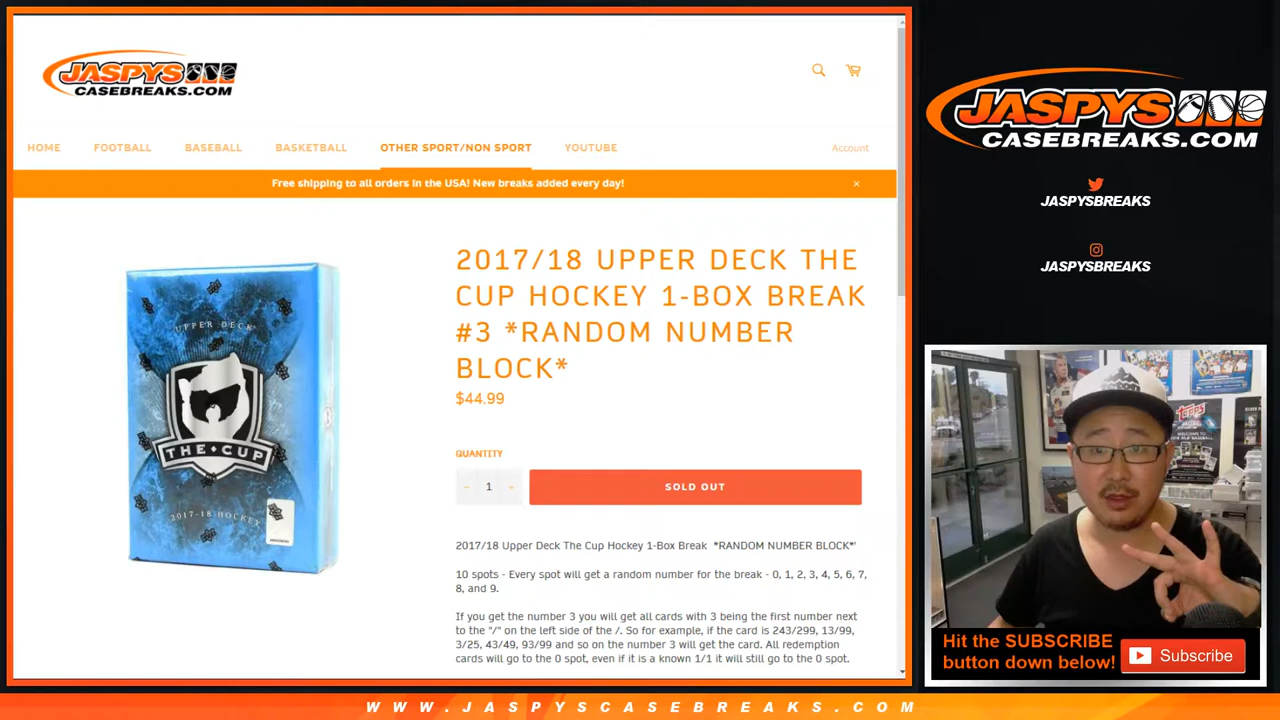 JASPYS
CASEBREAKS.COM
HOME FOOTBALL BASEBALL BASKETBALL OTHER SPORT/NON SPORT YOUTUBE Account
Free shipping to all orders in the USA! New breaks added every day! ×
UPPER DECK
THE CUP
2017-18 HOCKEY
2017/18 UPPER DECK THE
CUP HOCKEY 1-BOX BREAK
#3 *RANDOM NUMBER
BLOCK*
$44.99
QUANTITY
− 1 +
SOLD OUT
2017/18 Upper Deck The Cup Hockey 1-Box Break *RANDOM NUMBER BLOCK*'
10 spots - Every spot will get a random number for the break - 0, 1, 2, 3, 4, 5, 6, 7,
8, and 9.
If you get the number 3 you will get all cards with 3 being the first number next
to the "/" on the left side of the /. So for example, if the card is 243/299, 13/99,
3/25, 43/49, 93/99 and so on the number 3 will get the card. All redemption
cards will go to the 0 spot, even if it is a known 1/1 it will still go to the 0 spot.
JASPYS
CASEBREAKS.COM
JASPYSBREAKS
JASPYSBREAKS
topps
Hit the SUBSCRIBE
button down below!
Subscribe
WWW.JASPYSCASEBREAKS.COM